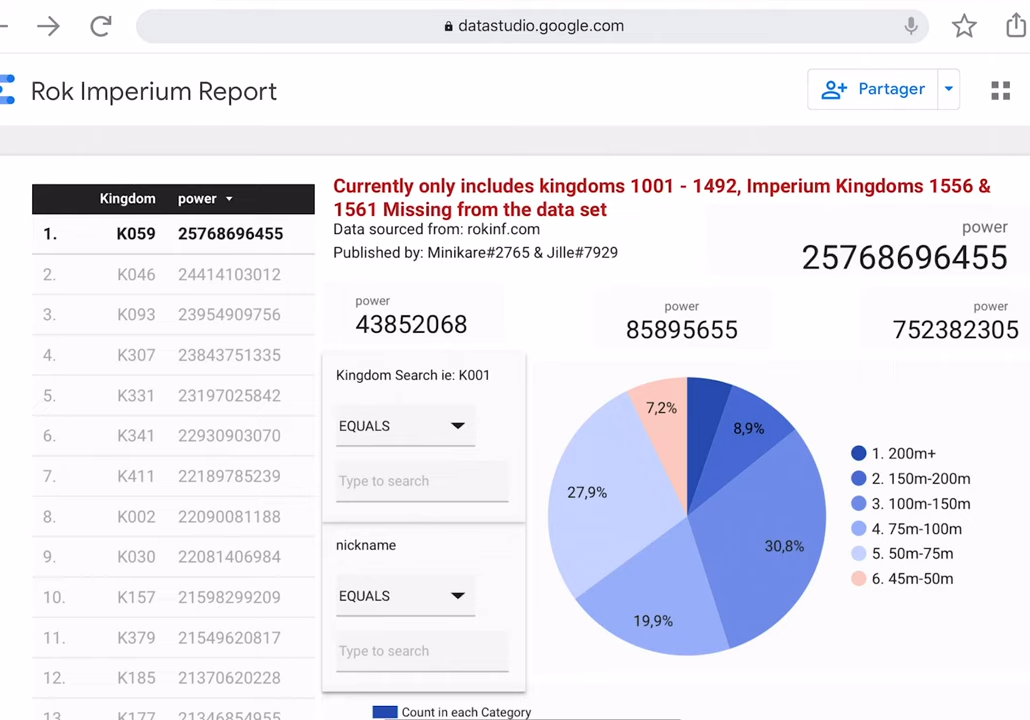 datastudio.google.com
Rok Imperium Report
Partager
Kingdom power
1. K059 25768696455
2. K046 24414103012
3. K093 23954909756
4. K307 23843751335
5. K331 23197025842
6. K341 22930903070
7. K411 22189785239
8. K002 22090081188
9. K030 22081406984
10. K157 21598299209
11. K379 21549620817
12. K185 21370620228
13. K177 21346854955
Currently only includes kingdoms 1001 - 1492, Imperium Kingdoms 1556 &
1561 Missing from the data set
Data sourced from: rokinf.com
Published by: Minikare#2765 & Jille#7929
power
25768696455
power
43852068
power
85895655
power
752382305
Kingdom Search ie: K001
EQUALS
Type to search
nickname
EQUALS
Type to search
7,2%
8,9%
27,9%
30,8%
19,9%
1. 200m+
2. 150m-200m
3. 100m-150m
4. 75m-100m
5. 50m-75m
6. 45m-50m
Count in each Category